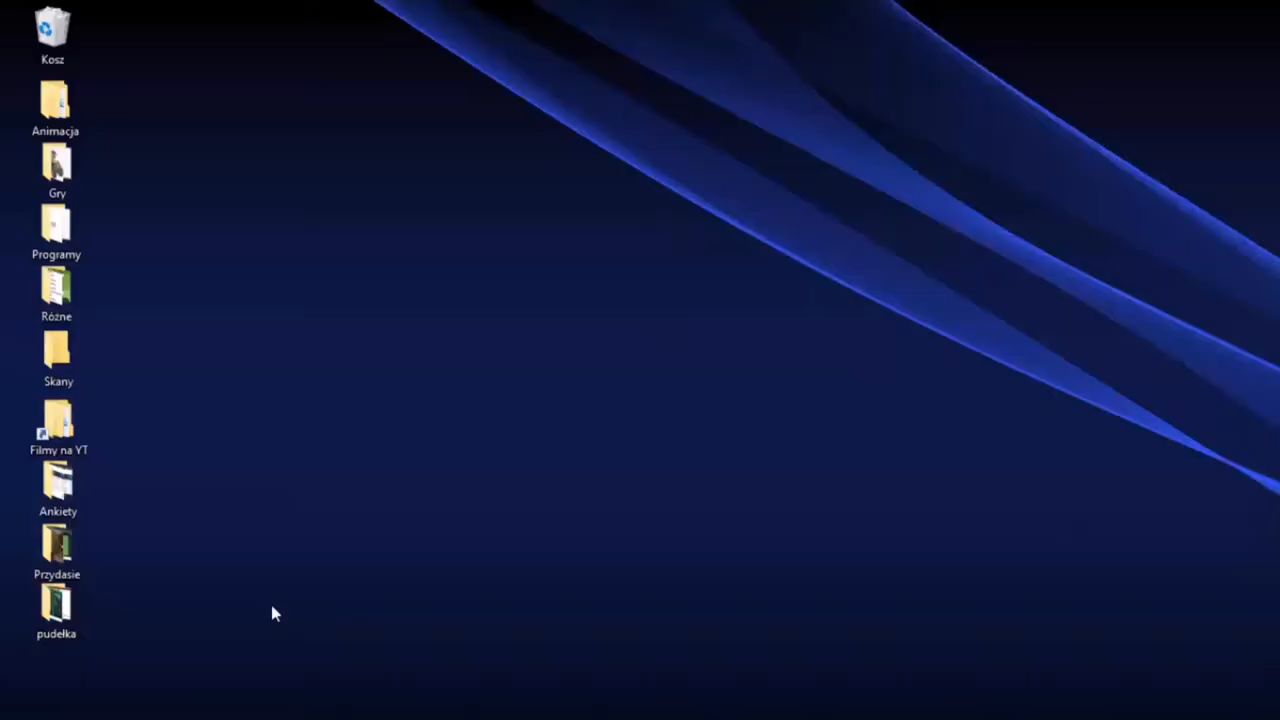 Kosz
Animacja
Gry
Programy
Różne
Skany
Filmy na YT
Ankiety
Przydasie
pudełka